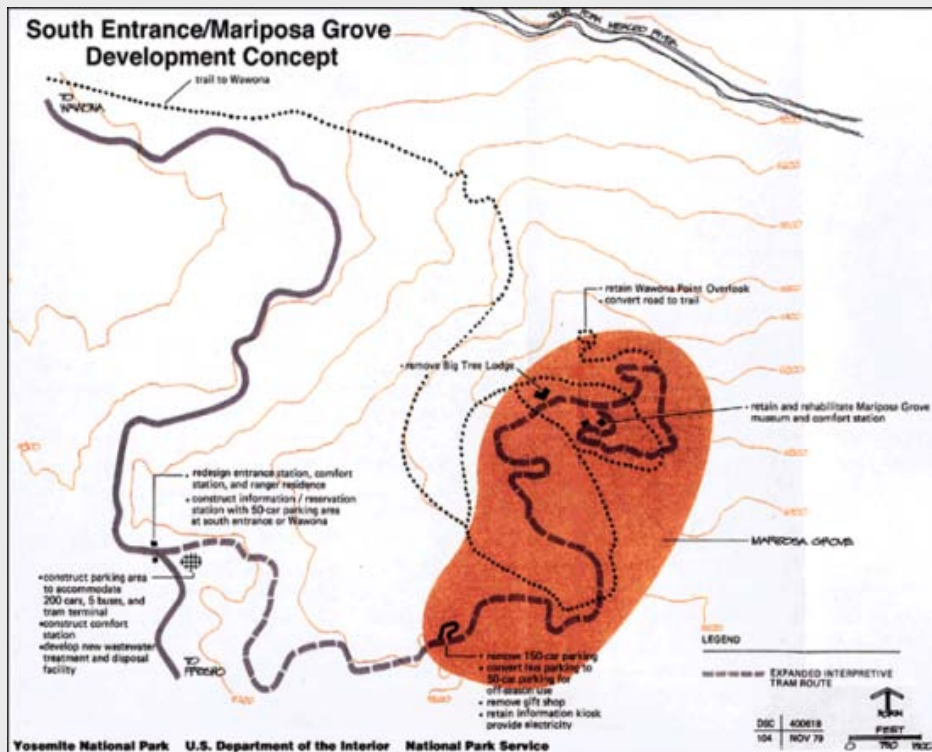 South Entrance/Mariposa Grove
Development Concept
trail to Wawona
TO
WAWONA
SOUTH FORK MERCED RIVER
• retain Wawona Point Overlook
• convert road to trail
• remove Big Tree Lodge
• retain and rehabilitate Mariposa Grove
museum and comfort station
• redesign entrance station, comfort
station, and ranger residence
• construct information / reservation
station with 50-car parking area
at south entrance or Wawona
MARIPOSA GROVE
• construct parking area
to accommodate
200 cars, 5 buses, and
tram terminal
• construct comfort
station
• develop new wastewater
treatment and disposal
facility
TO
FRESNO
• remove 150-car parking
• convert bus parking to
50-car parking for
off-season use
• remove gift shop
• retain information kiosk
provide electricity
LEGEND
EXPANDED INTERPRETIVE
TRAM ROUTE
NORTH
FEET
DSC 400618
104 NOV 79
Yosemite National Park U.S. Department of the Interior National Park Service